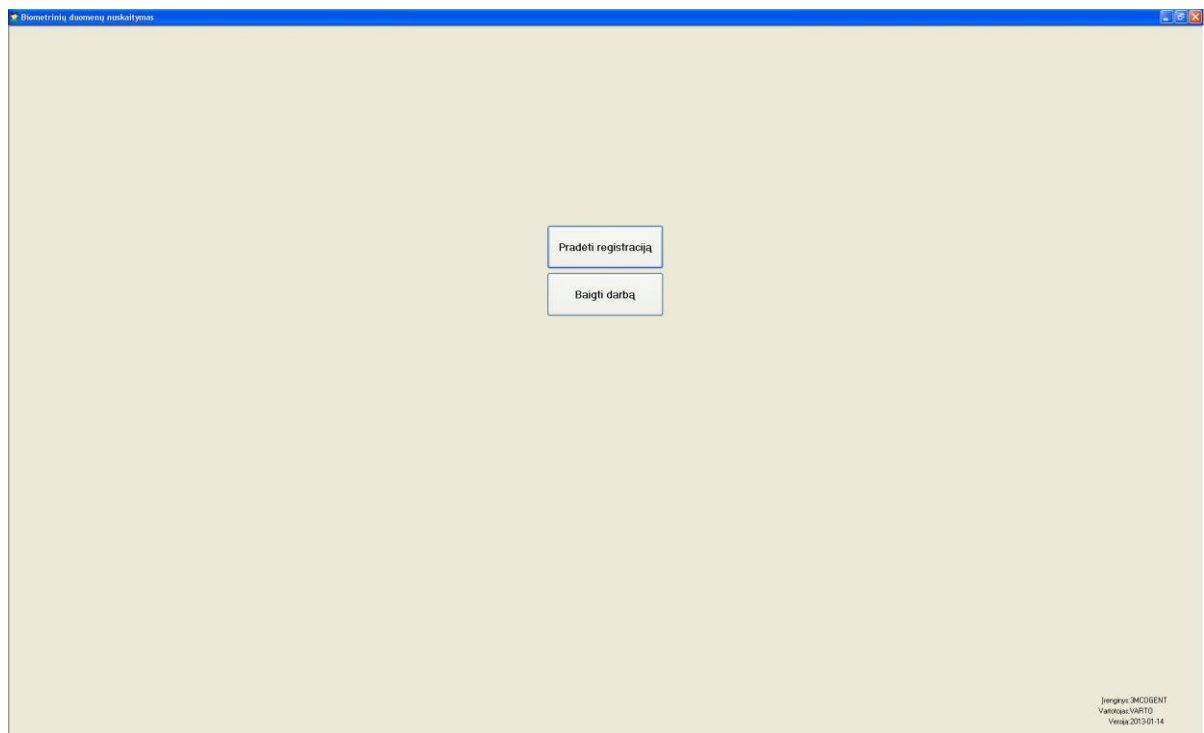 Biometrinių duomenų nuskaitymas
Pradėti registraciją
Baigti darbą
Įrenginys:3MCOGENT
Vartotojas:VARTO
Versija:2013-01-14